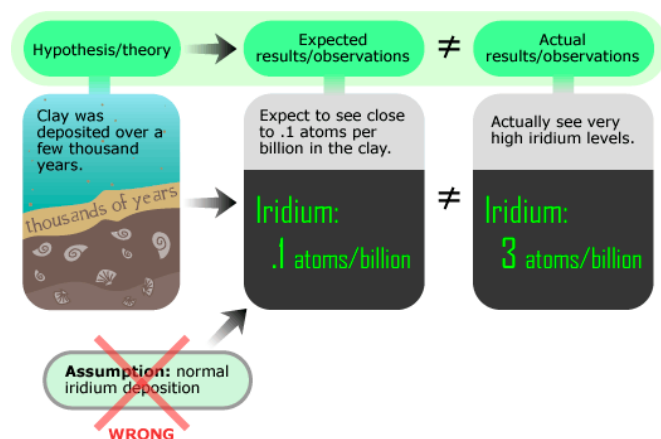 Hypothesis/theory
Expected
results/observations
≠
Actual
results/observations
Clay was
deposited over a
few thousand
years.
thousands of years
Expect to see close
to .1 atoms per
billion in the clay.
Iridium:
.1 atoms/billion
≠
Actually see very
high iridium levels.
Iridium:
3 atoms/billion
Assumption: normal
iridium deposition
WRONG